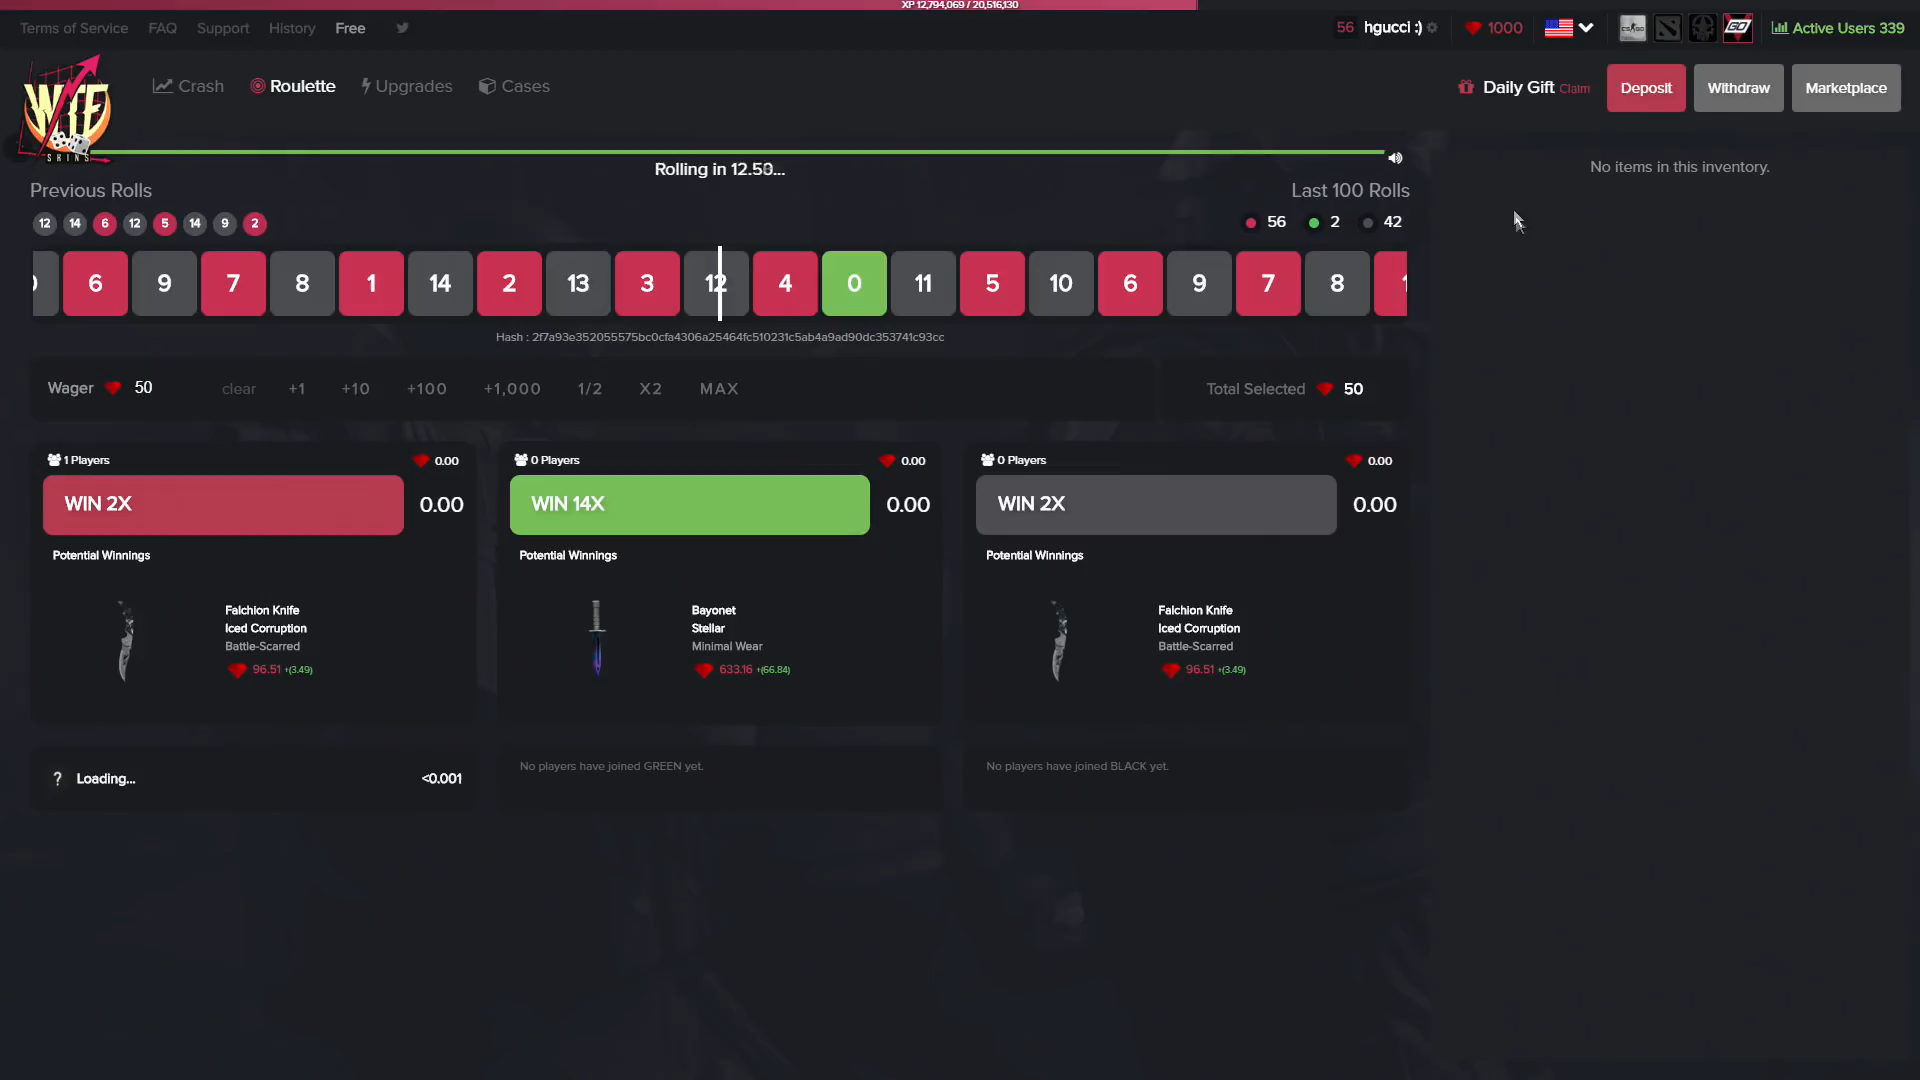 XP 12,794,069 / 20,516,130
Terms of Service FAQ Support History Free
56 hgucci :) 1000 CS:GO GO Active Users 339
WTF SKINS
Crash Roulette Upgrades Cases
Daily Gift Claim Deposit Withdraw Marketplace
Rolling in 12.50...
No items in this inventory.
Previous Rolls Last 100 Rolls
12 14 6 12 5 14 9 2 56 2 42
6 9 7 8 1 14 2 13 3 12 4 0 11 5 10 6 9 7 8 1
Hash : 2f7a93e352055575bc0cfa4306a25464fc510231c5ab4a9ad90dc353741c93cc
Wager 50 clear +1 +10 +100 +1,000 1/2 X2 MAX Total Selected 50
1 Players 0.00 0 Players 0.00 0 Players 0.00
WIN 2X 0.00 WIN 14X 0.00 WIN 2X 0.00
Potential Winnings Potential Winnings Potential Winnings
Falchion Knife Bayonet Falchion Knife
Iced Corruption Stellar Iced Corruption
Battle-Scarred Minimal Wear Battle-Scarred
96.51 +(3.49) 633.16 +(66.84) 96.51 +(3.49)
? Loading... <0.001 No players have joined GREEN yet. No players have joined BLACK yet.